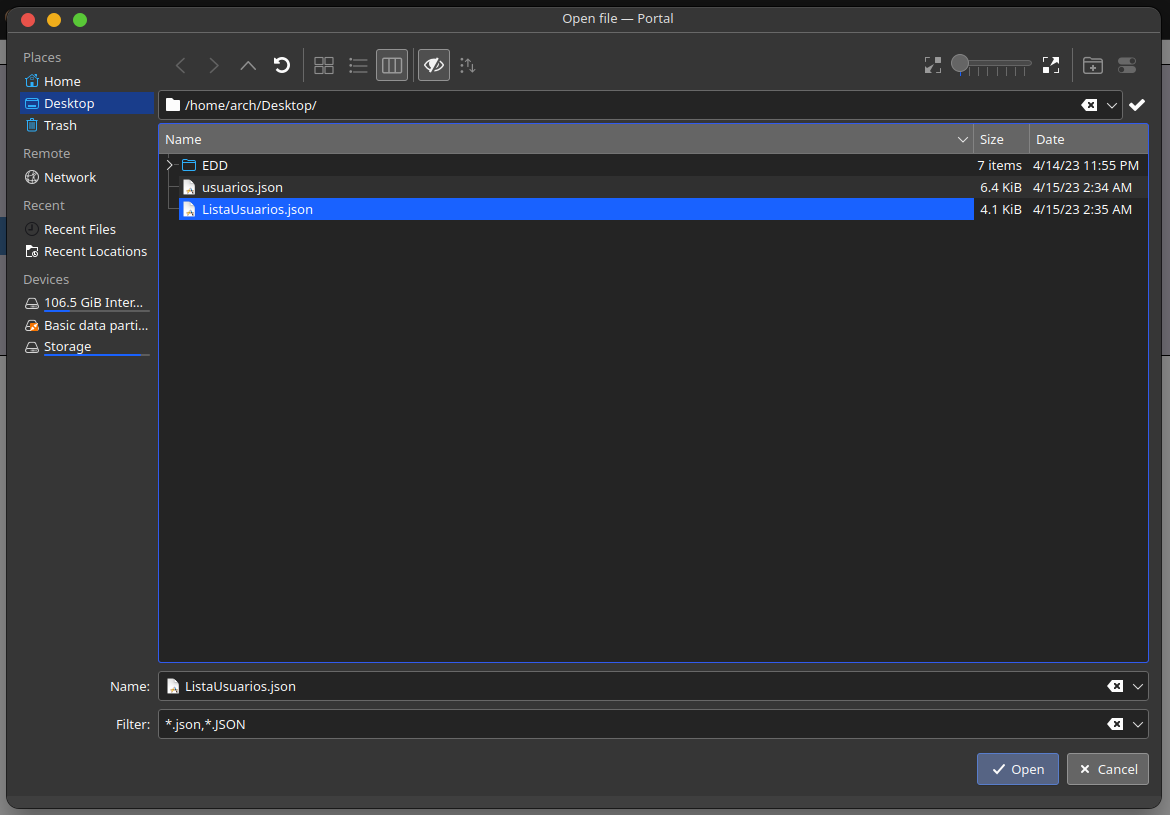 Open file — Portal
Places
Home
Desktop
Trash
Remote
Network
Recent
Recent Files
Recent Locations
Devices
106.5 GiB Inter...
Basic data parti...
Storage
/home/arch/Desktop/
Name Size Date
EDD 7 items 4/14/23 11:55 PM
usuarios.json 6.4 KiB 4/15/23 2:34 AM
ListaUsuarios.json 4.1 KiB 4/15/23 2:35 AM
Name: ListaUsuarios.json
Filter: *.json,*.JSON
Open Cancel